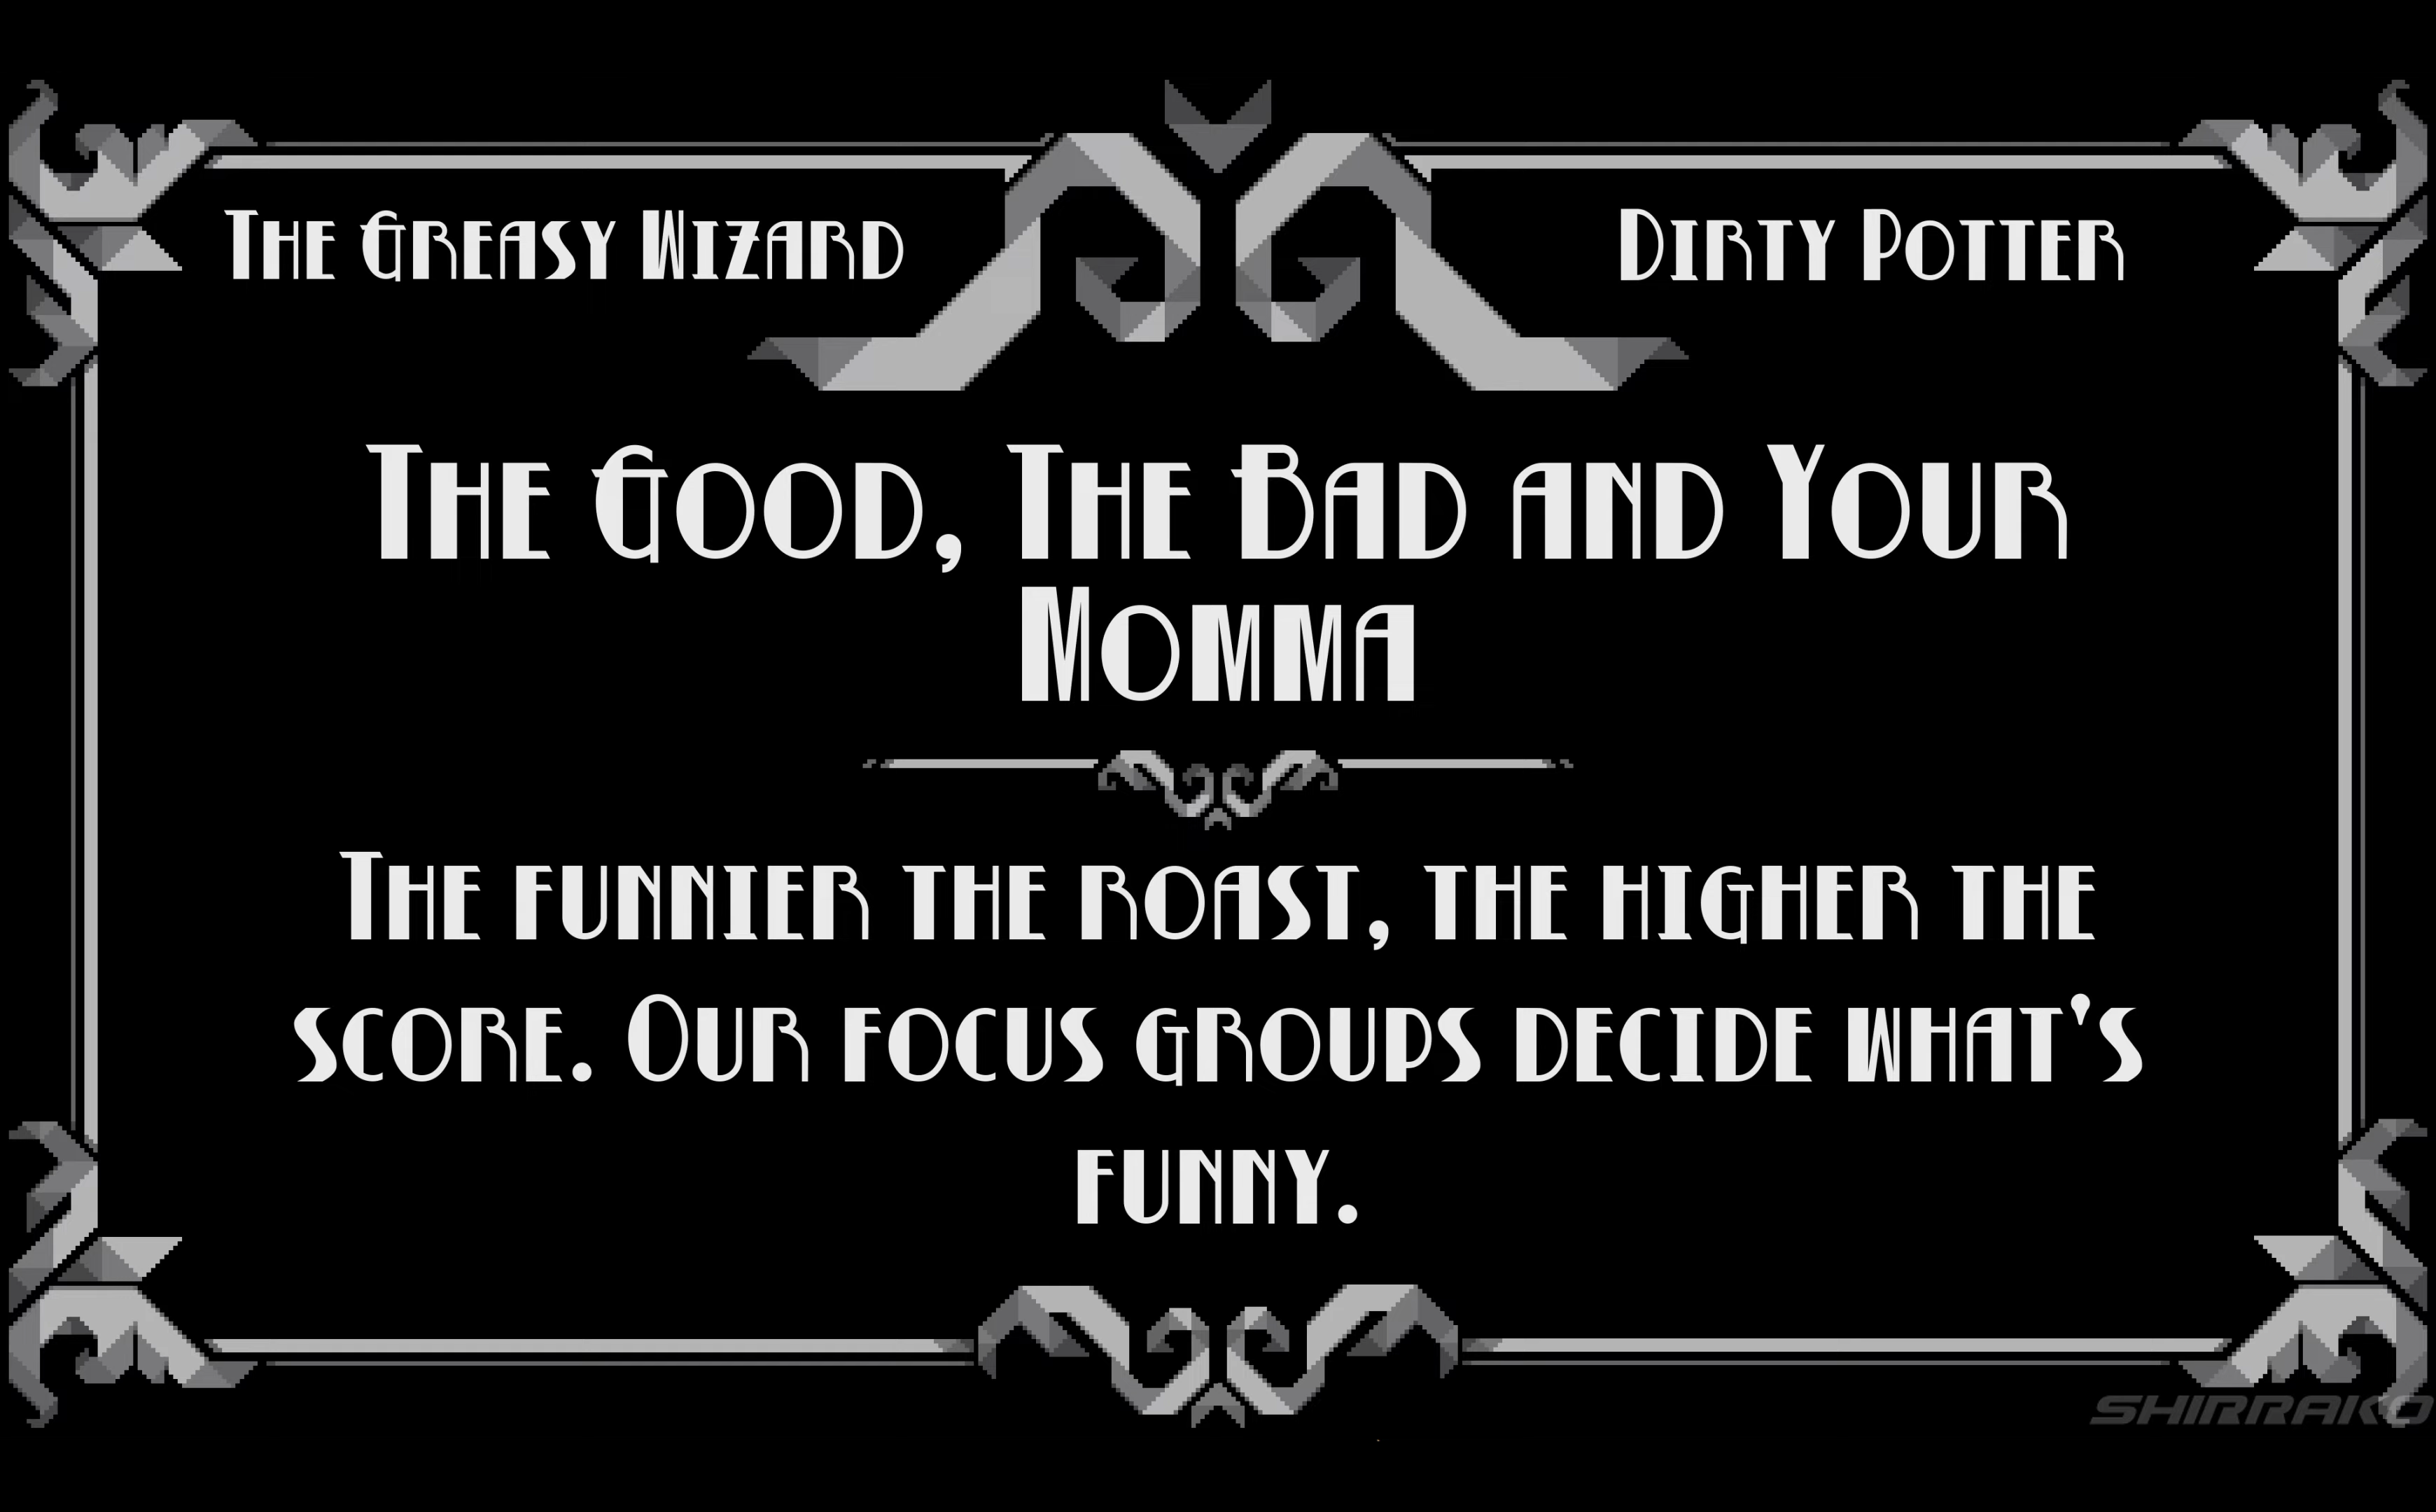 The Greasy Wizard
Dirty Potter
The Good, The Bad and Your
Momma
The funnier the roast, the higher the
score. Our focus groups decide what's
funny.
SHIRRAKO